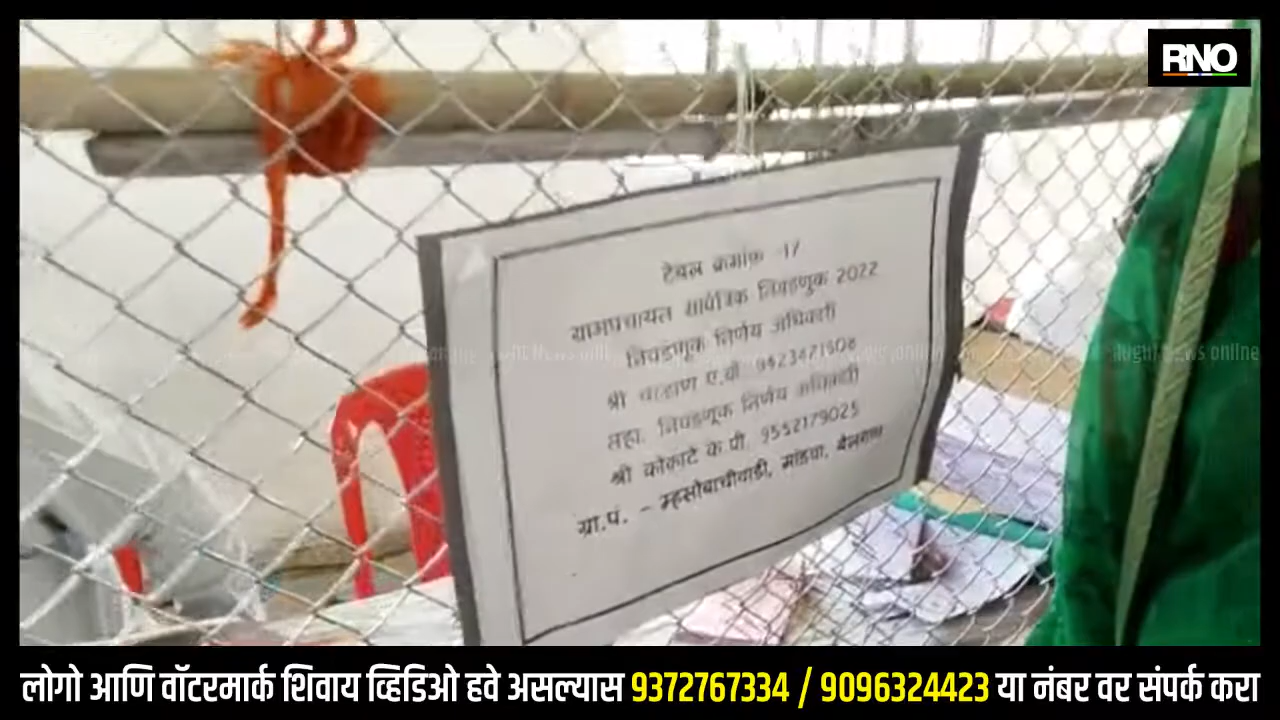 RNO
टेबल क्रमांक -17
ग्रामपंचायत सार्वत्रिक निवडणुक 2022
निवडणूक निर्णय अधिकारी
श्री चव्हाण ए.बी. 9423471508
सहा. निवडणूक निर्णय अधिकारी
श्री कोकाटे के.पी. 9552179025
ग्रा.पं. - म्हसोबाचीवाडी, मांडवा, बेलगाव
लोगो आणि वॉटरमार्क शिवाय व्हिडिओ हवे असल्यास 9372767334 / 9096324423 या नंबर वर संपर्क करा